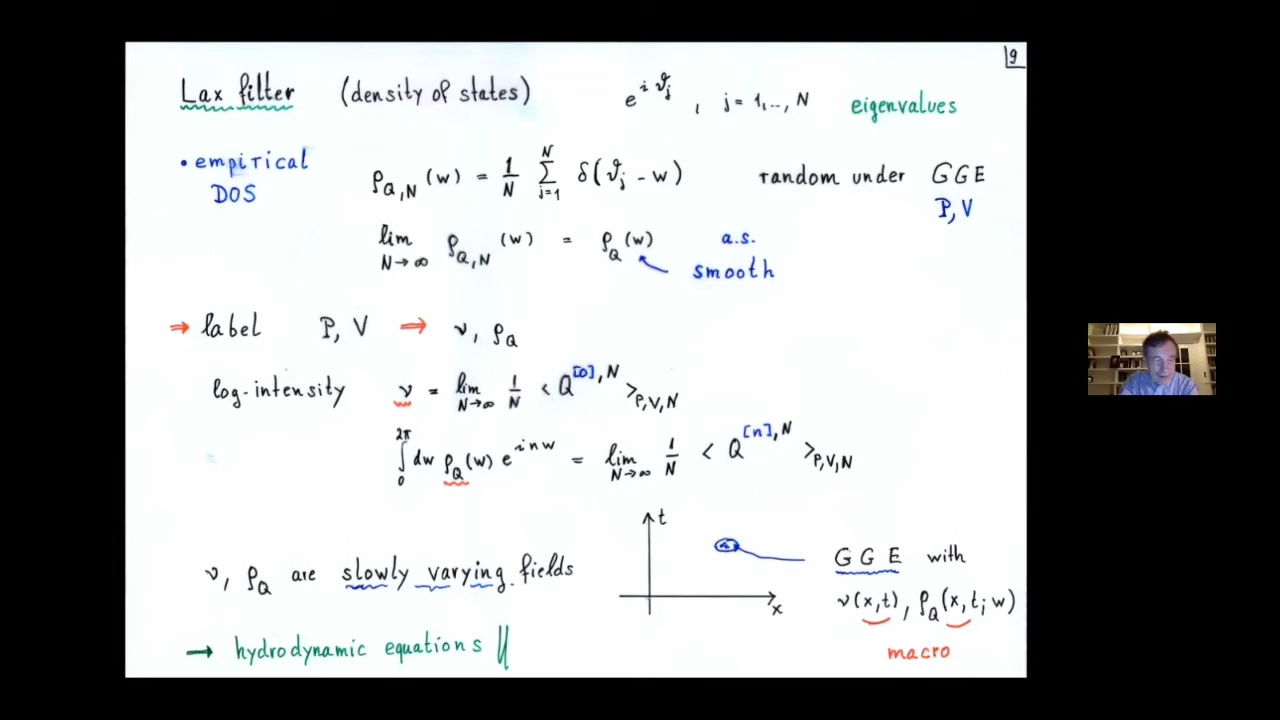 9
Lax filter (density of states) e^{iϑ_j}, j = 1,..., N eigenvalues
• empirical DOS ρ_{Q,N}(w) = 1/N ∑_{j=1}^{N} δ(ϑ_j - w) random under GGE
P, V
lim_{N→∞} ρ_{Q,N}(w) = ρ_Q(w) a.s.
smooth
⇒ label P, V ⇒ ν, ρ_Q
log-intensity ν = lim_{N→∞} 1/N < Q^{[0],N} >_{P,V,N}
∫_0^{2π} dw ρ_Q(w) e^{inw} = lim_{N→∞} 1/N < Q^{[n],N} >_{P,V,N}
t
x
ν, ρ_Q are slowly varying fields
GGE with
ν(x,t), ρ_Q(x,t;w)
macro
→ hydrodynamic equations